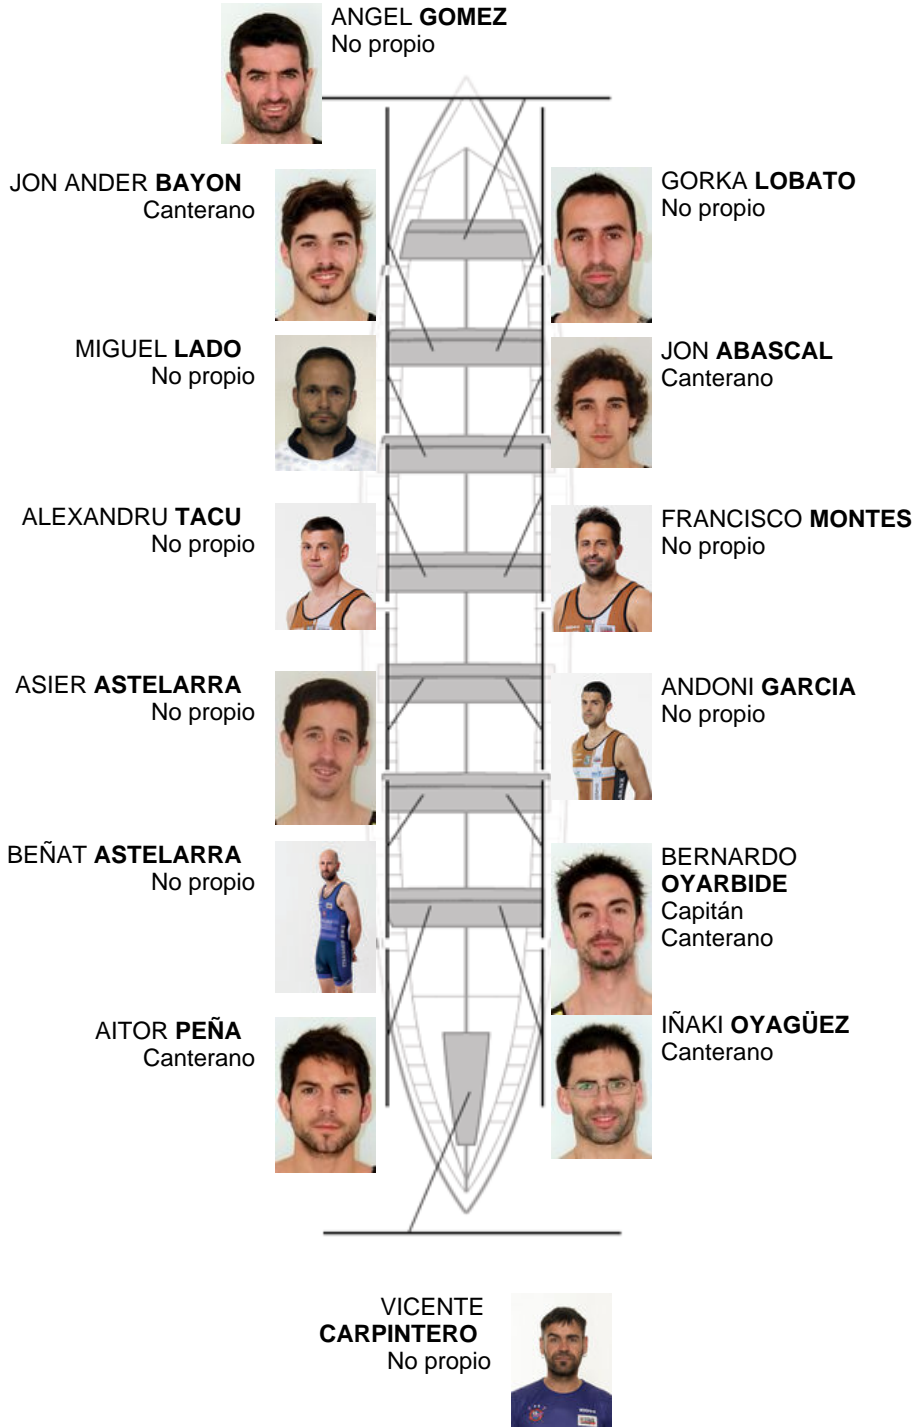 ANGEL GOMEZ
No propio
JON ANDER BAYON
Canterano
GORKA LOBATO
No propio
MIGUEL LADO
No propio
JON ABASCAL
Canterano
ALEXANDRU TACU
No propio
FRANCISCO MONTES
No propio
ASIER ASTELARRA
No propio
ANDONI GARCIA
No propio
BEÑAT ASTELARRA
No propio
BERNARDO
OYARBIDE
Capitán
Canterano
AITOR PEÑA
Canterano
IÑAKI OYAGÜEZ
Canterano
VICENTE
CARPINTERO
No propio